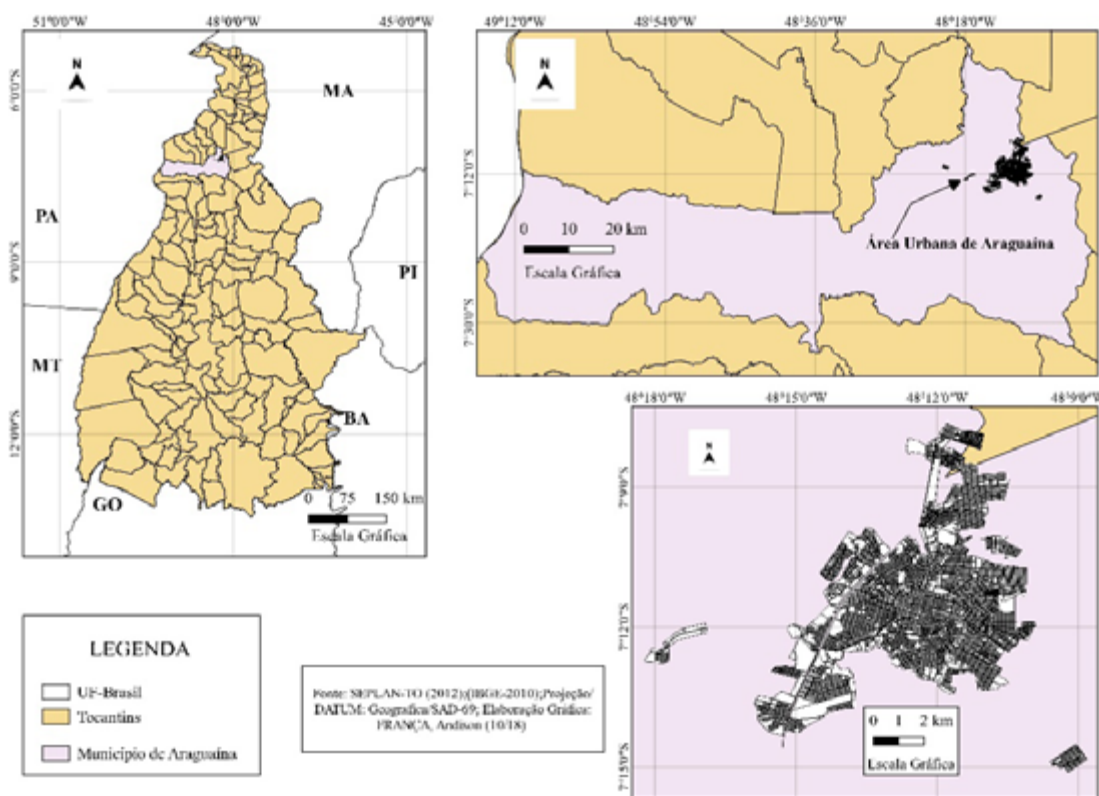 51°0'0"W 48°0'0"W 45°0'0"W
6°0'0"S
9°0'0"S
12°0'0"S
N
MA
PA
PI
MT
BA
GO
0 75 150 km
Escala Gráfica
49°12'0"W 48°54'0"W 48°36'0"W 48°18'0"W
7°12'0"S
7°30'0"S
N
0 10 20 km
Escala Gráfica
Área Urbana de Araguaína
48°18'0"W 48°15'0"W 48°12'0"W 48°9'0"W
7°9'0"S
7°12'0"S
7°15'0"S
N
0 1 2 km
Escala Gráfica
LEGENDA
UF-Brasil
Tocantins
Município de Araguaína
Fonte: SEPLAN-TO (2012);(IBGE-2010);Projeção/
DATUM: Geografica/SAD-69; Elaboração Gráfica:
FRANÇA, Andison (10/18)